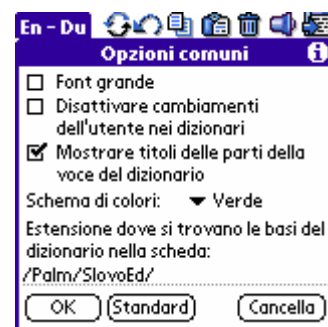 En - Du
Opzioni comuni
Font grande
Disattivare cambiamenti
dell'utente nei dizionari
Mostrare titoli delle parti della
voce del dizionario
Schema di colori: Verde
Estensione dove si trovano le basi del
dizionario nella scheda:
/Palm/SlovoEd/
OK Standard Cancella